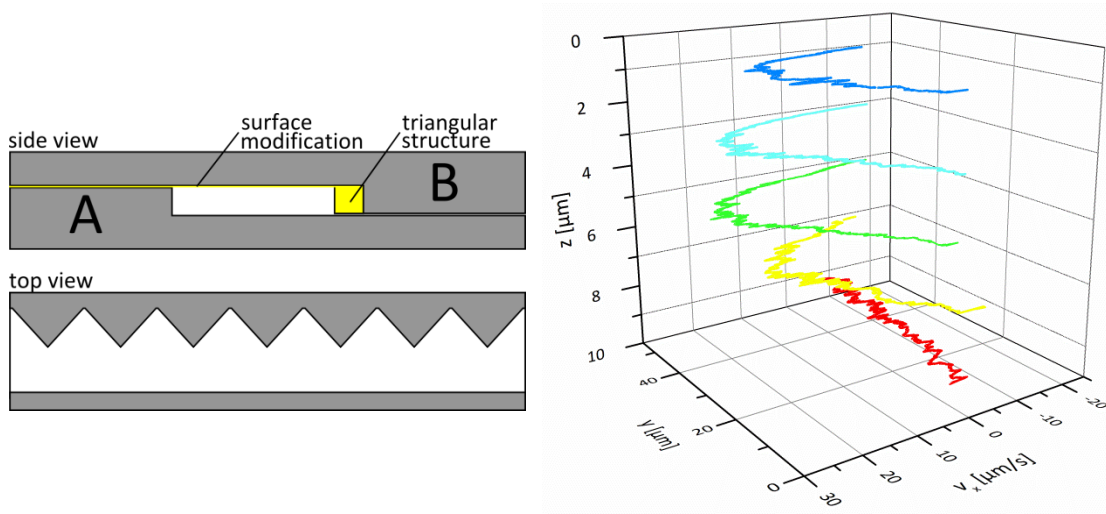 side view
surface
modification
triangular
structure
A
B
top view
0
2
4
6
8
10
z [µm]
40
20
0
y [µm]
30
20
10
0
-10
-20
v x [µm/s]